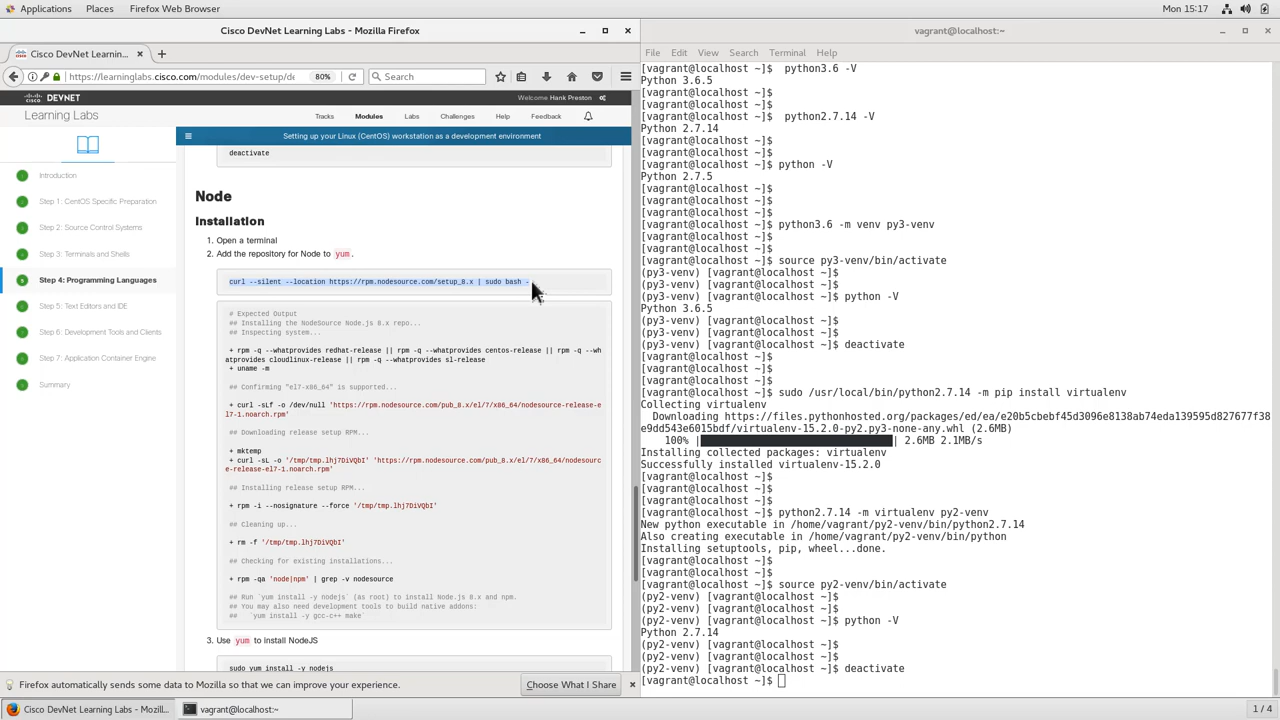 Applications Places Firefox Web Browser Mon 15:17
Cisco DevNet Learning Labs - Mozilla Firefox
Cisco DevNet Learnin... × +
https://learninglabs.cisco.com/modules/dev-setup/de 80% Search
CISCO DEVNET Welcome Hank Preston
Learning Labs Tracks Modules Labs Challenges Help Feedback
Setting up your Linux (CentOS) workstation as a development environment
Introduction
Step 1: CentOS Specific Preparation
Step 2: Source Control Systems
Step 3: Terminals and Shells
Step 4: Programming Languages
Step 5: Text Editors and IDE
Step 6: Development Tools and Clients
Step 7: Application Container Engine
Summary
deactivate
Node
Installation
1. Open a terminal
2. Add the repository for Node to yum.
curl --silent --location https://rpm.nodesource.com/setup_8.x | sudo bash -
# Expected Output
## Installing the NodeSource Node.js 8.x repo...
## Inspecting system...
+ rpm -q --whatprovides redhat-release || rpm -q --whatprovides centos-release || rpm -q --wh
atprovides cloudlinux-release || rpm -q --whatprovides sl-release
+ uname -m
## Confirming "el7-x86_64" is supported...
+ curl -sLf -o /dev/null 'https://rpm.nodesource.com/pub_8.x/el/7/x86_64/nodesource-release-e
l7-1.noarch.rpm'
## Downloading release setup RPM...
+ mktemp
+ curl -sL -o '/tmp/tmp.lhj7DiVQbI' 'https://rpm.nodesource.com/pub_8.x/el/7/x86_64/nodesourc
e-release-el7-1.noarch.rpm'
## Installing release setup RPM...
+ rpm -i --nosignature --force '/tmp/tmp.lhj7DiVQbI'
## Cleaning up...
+ rm -f '/tmp/tmp.lhj7DiVQbI'
## Checking for existing installations...
+ rpm -qa 'node|npm' | grep -v nodesource
## Run `yum install -y nodejs` (as root) to install Node.js 8.x and npm.
## You may also need development tools to build native addons:
## `yum install -y gcc-c++ make`
3. Use yum to install NodeJS
sudo yum install -y nodejs
Firefox automatically sends some data to Mozilla so that we can improve your experience. Choose What I Share ×
vagrant@localhost:~
File Edit View Search Terminal Help
[vagrant@localhost ~]$  python3.6 -V
Python 3.6.5
[vagrant@localhost ~]$
[vagrant@localhost ~]$
[vagrant@localhost ~]$  python2.7.14 -V
Python 2.7.14
[vagrant@localhost ~]$
[vagrant@localhost ~]$
[vagrant@localhost ~]$ python -V
Python 2.7.5
[vagrant@localhost ~]$
[vagrant@localhost ~]$
[vagrant@localhost ~]$
[vagrant@localhost ~]$ python3.6 -m venv py3-venv
[vagrant@localhost ~]$
[vagrant@localhost ~]$
[vagrant@localhost ~]$ source py3-venv/bin/activate
(py3-venv) [vagrant@localhost ~]$
(py3-venv) [vagrant@localhost ~]$
(py3-venv) [vagrant@localhost ~]$ python -V
Python 3.6.5
(py3-venv) [vagrant@localhost ~]$
(py3-venv) [vagrant@localhost ~]$
(py3-venv) [vagrant@localhost ~]$ deactivate
[vagrant@localhost ~]$
[vagrant@localhost ~]$
[vagrant@localhost ~]$
[vagrant@localhost ~]$ sudo /usr/local/bin/python2.7.14 -m pip install virtualenv
Collecting virtualenv
Downloading https://files.pythonhosted.org/packages/ed/ea/e20b5cbebf45d3096e8138ab74eda139595d827677f38
e9dd543e6015bdf/virtualenv-15.2.0-py2.py3-none-any.whl (2.6MB)
100% | | 2.6MB 2.1MB/s
Installing collected packages: virtualenv
Successfully installed virtualenv-15.2.0
[vagrant@localhost ~]$
[vagrant@localhost ~]$
[vagrant@localhost ~]$
[vagrant@localhost ~]$ python2.7.14 -m virtualenv py2-venv
New python executable in /home/vagrant/py2-venv/bin/python2.7.14
Also creating executable in /home/vagrant/py2-venv/bin/python
Installing setuptools, pip, wheel...done.
[vagrant@localhost ~]$
[vagrant@localhost ~]$
[vagrant@localhost ~]$ source py2-venv/bin/activate
(py2-venv) [vagrant@localhost ~]$
(py2-venv) [vagrant@localhost ~]$
(py2-venv) [vagrant@localhost ~]$ python -V
Python 2.7.14
(py2-venv) [vagrant@localhost ~]$
(py2-venv) [vagrant@localhost ~]$
(py2-venv) [vagrant@localhost ~]$ deactivate
[vagrant@localhost ~]$
Cisco DevNet Learning Labs - Mozill... vagrant@localhost:~ 1 / 4